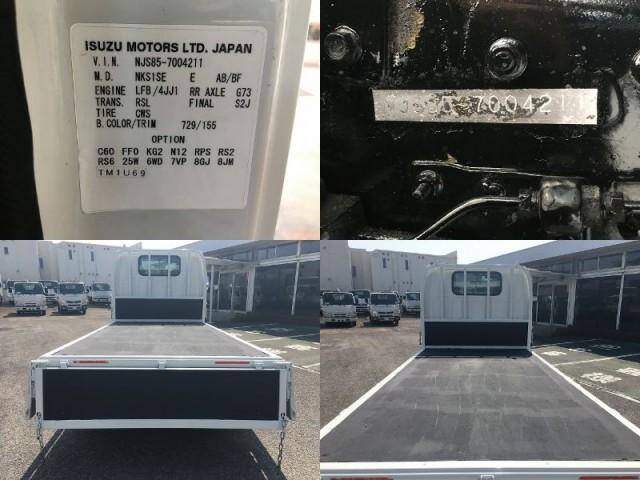 ISUZU MOTORS LTD. JAPAN
V.I.N. NJS85-7004211
M.D. NKS1SE E AB/BF
ENGINE LFB/4JJ1 RR AXLE G73
TRANS. RSL FINAL S2J
TIRE CWS
B.COLOR/TRIM 729/155
OPTION
C60 FF0 KG2 N12 RPS RS2
RS6 25W 6WD 7VP 8GJ 8JM
TM1U69
7004211